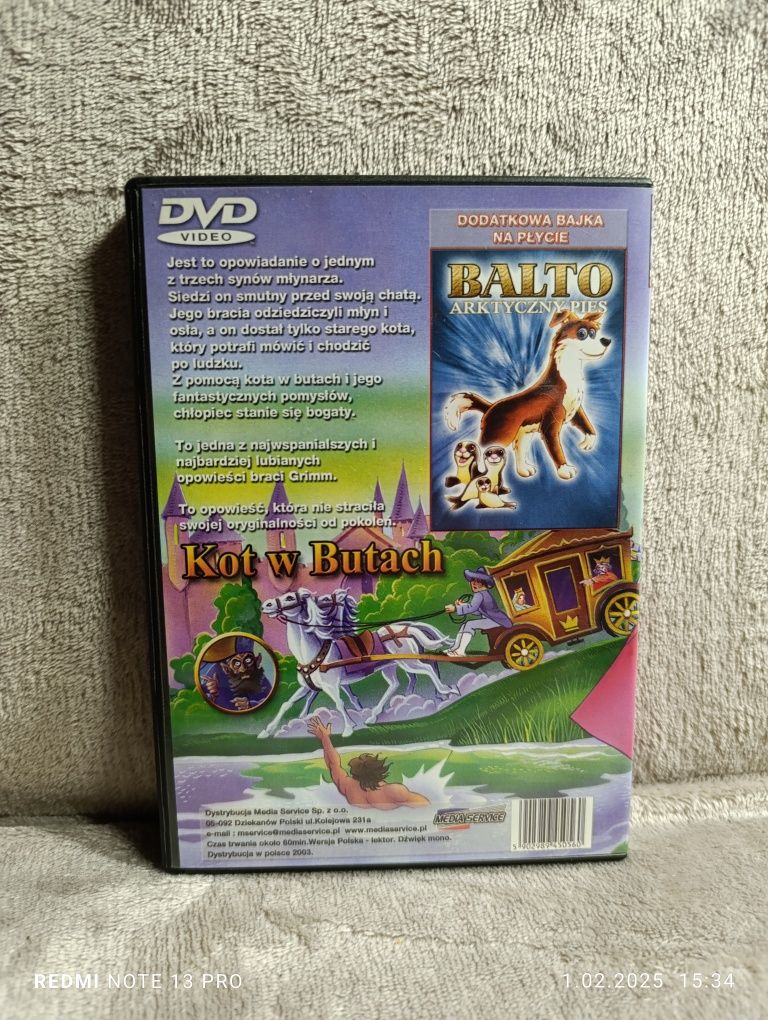 DVD
VIDEO
Jest to opowiadanie o jednym
z trzech synów młynarza.
Siedzi on smutny przed swoją chatą.
Jego bracia odziedziczyli młyn i
osła, a on dostał tylko starego kota,
który potrafi mówić i chodzić
po ludzku.
Z pomocą kota w butach i jego
fantastycznych pomysłów,
chłopiec stanie się bogaty.
To jedna z najwspanialszych i
najbardziej lubianych
opowieści braci Grimm.
To opowieść, która nie straciła
swojej oryginalności od pokoleń.
DODATKOWA BAJKA
NA PŁYCIE
BALTO
ARKTYCZNY PIES
Kot w Butach
Dystrybucja Media Service Sp. z o.o.
05-092 Dziekanów Polski ul.Kolejowa 231a
e-mail : mservice@mediaservice.pl www.mediaservice.pl
Czas trwania około 60min.Wersja Polska - lektor. Dźwięk mono.
Dystrybucja w polsce 2003.
MEDIA SERVICE
5 902989 450560
REDMI NOTE 13 PRO
1.02.2025 15:34